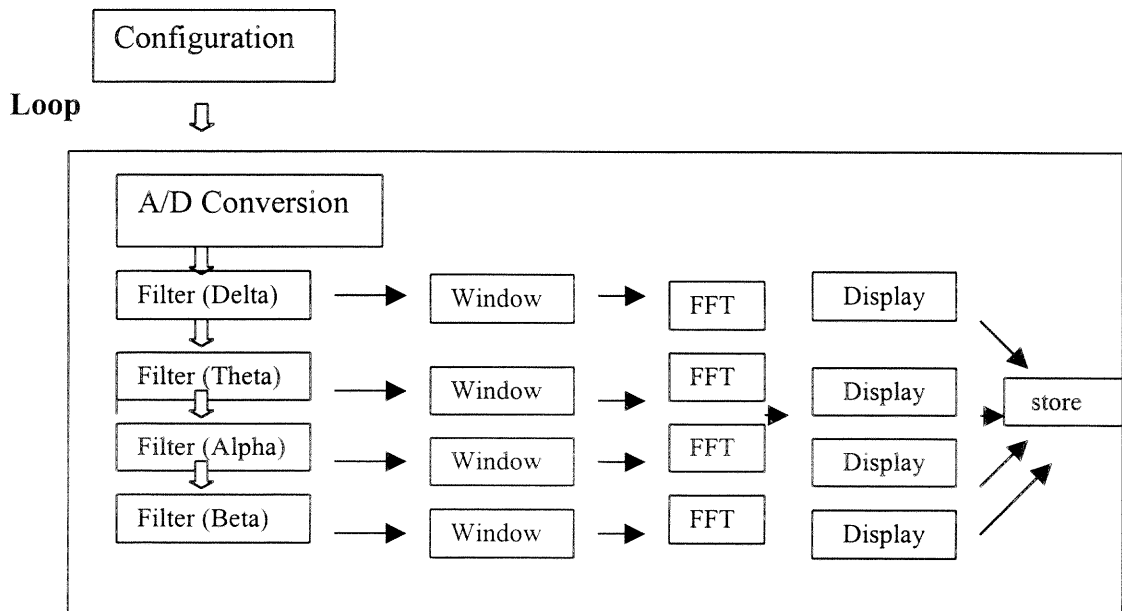 Configuration
Loop
A/D Conversion
Filter (Delta)
Window
FFT
Display
Filter (Theta)
Window
FFT
Display
store
Filter (Alpha)
Window
FFT
Display
Filter (Beta)
Window
FFT
Display